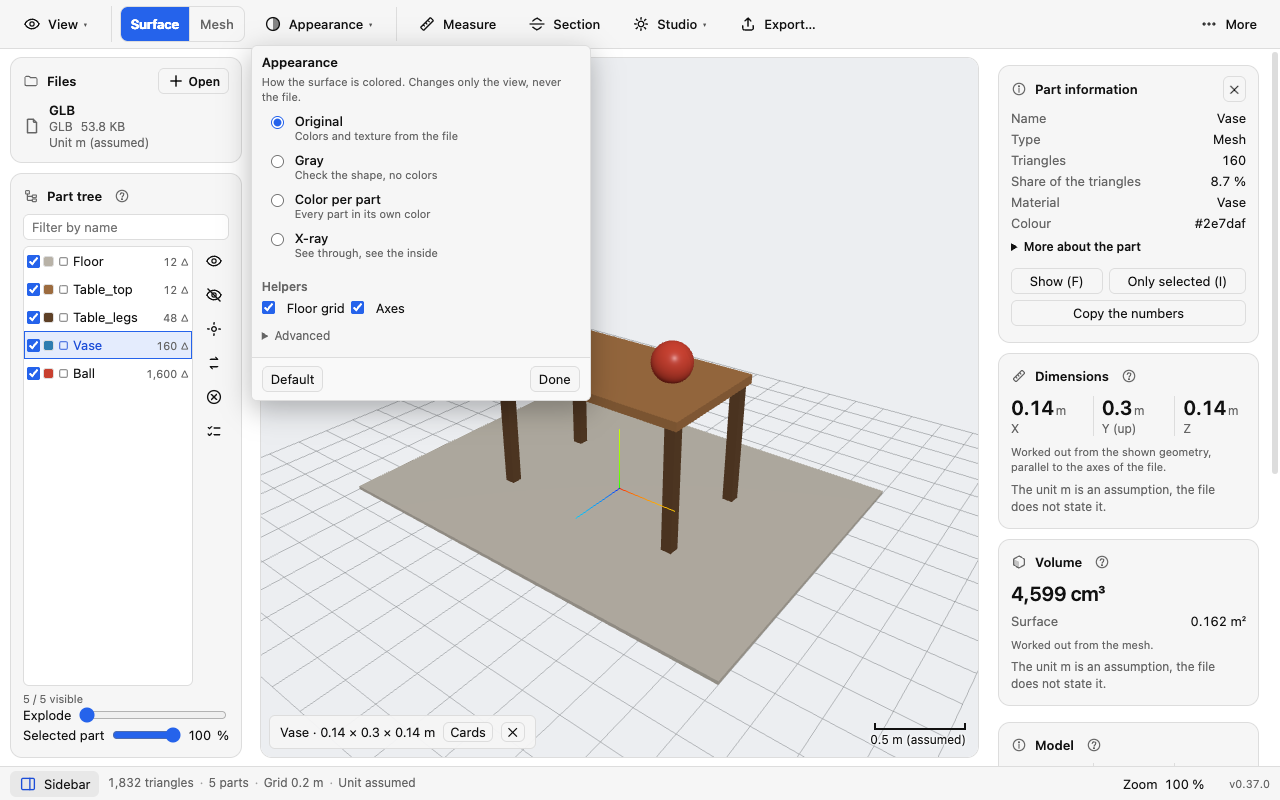 View
Surface
Mesh
Appearance
Measure
Section
Studio
Export...
More
Files
Open
GLB
GLB 53.8 KB
Unit m (assumed)
Part tree
Filter by name
Floor 12 Δ
Table_top 12 Δ
Table_legs 48 Δ
Vase 160 Δ
Ball 1,600 Δ
5 / 5 visible
Explode
Selected part 100 %
Appearance
How the surface is colored. Changes only the view, never
the file.
Original
Colors and texture from the file
Gray
Check the shape, no colors
Color per part
Every part in its own color
X-ray
See through, see the inside
Helpers
Floor grid Axes
Advanced
Default Done
Vase · 0.14 × 0.3 × 0.14 m Cards
0.5 m (assumed)
Part information
Name Vase
Type Mesh
Triangles 160
Share of the triangles 8.7 %
Material Vase
Colour #2e7daf
More about the part
Show (F) Only selected (I)
Copy the numbers
Dimensions
0.14 m 0.3 m 0.14 m
X Y (up) Z
Worked out from the shown geometry,
parallel to the axes of the file.
The unit m is an assumption, the file
does not state it.
Volume
4,599 cm³
Surface 0.162 m²
Worked out from the mesh.
The unit m is an assumption, the file
does not state it.
Model
Sidebar
1,832 triangles · 5 parts · Grid 0.2 m · Unit assumed
Zoom 100 %
v0.37.0